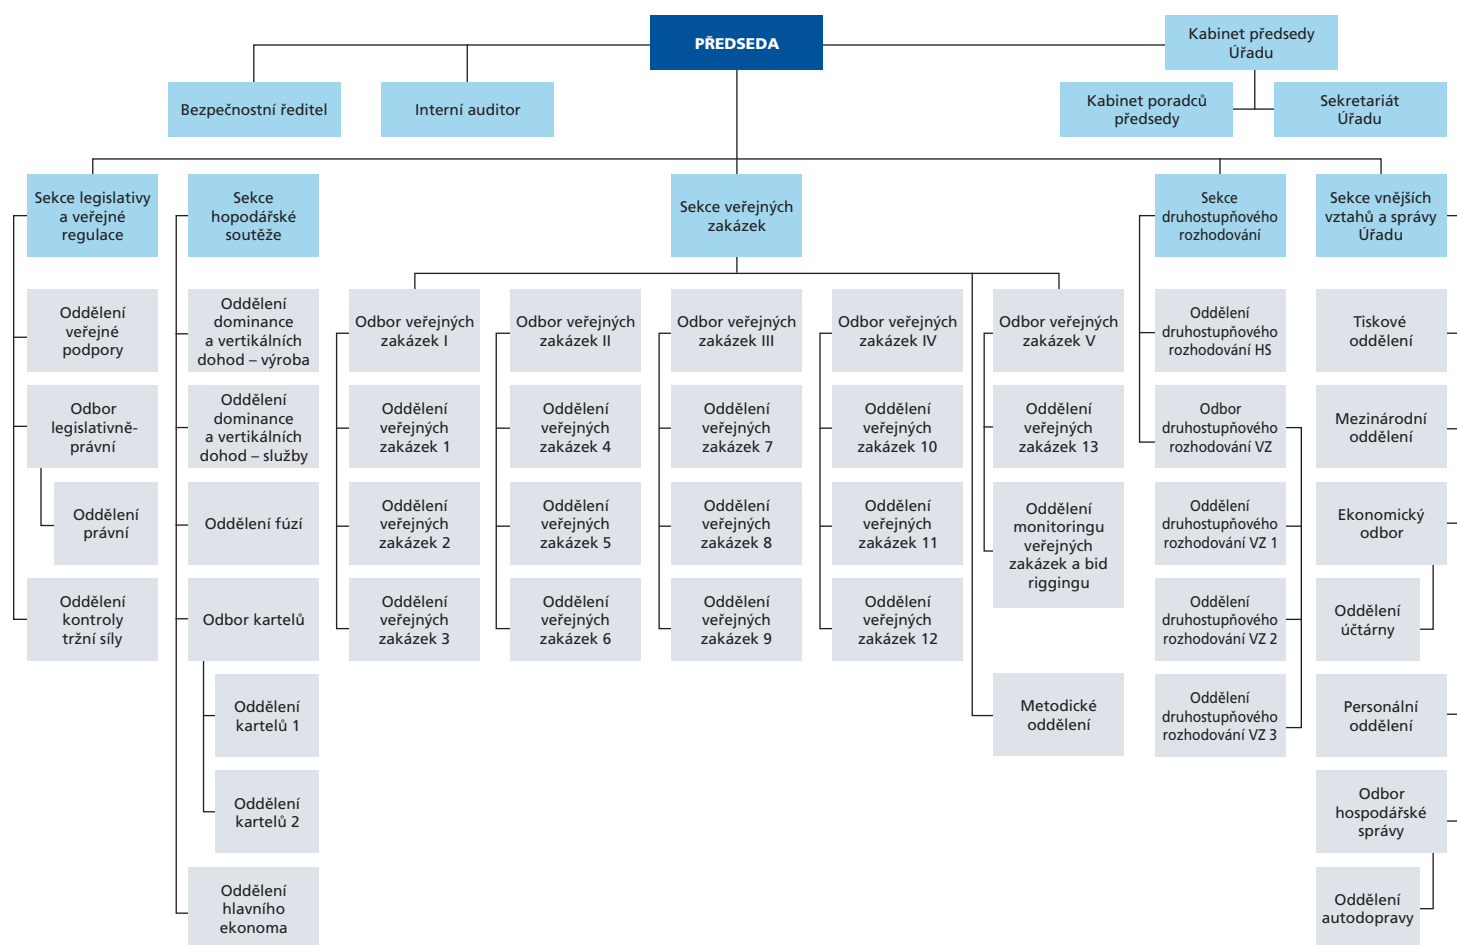 PŘEDSEDA
Kabinet předsedy
Úřadu
Bezpečnostní ředitel
Interní auditor
Kabinet poradců
předsedy
Sekretariát
Úřadu
Sekce legislativy
a veřejné
regulace
Sekce
hopodářské
soutěže
Sekce veřejných
zakázek
Sekce
druhostupňového
rozhodování
Sekce vnějších
vztahů a správy
Úřadu
Oddělení
veřejné
podpory
Odbor
legislativně-
právní
Oddělení
právní
Oddělení
kontroly
tržní síly
Oddělení
dominance
a vertikálních
dohod – výroba
Oddělení
dominance
a vertikálních
dohod – služby
Oddělení fúzí
Odbor kartelů
Oddělení
kartelů 1
Oddělení
kartelů 2
Oddělení
hlavního
ekonoma
Odbor veřejných
zakázek I
Oddělení
veřejných
zakázek 1
Oddělení
veřejných
zakázek 2
Oddělení
veřejných
zakázek 3
Odbor veřejných
zakázek II
Oddělení
veřejných
zakázek 4
Oddělení
veřejných
zakázek 5
Oddělení
veřejných
zakázek 6
Odbor veřejných
zakázek III
Oddělení
veřejných
zakázek 7
Oddělení
veřejných
zakázek 8
Oddělení
veřejných
zakázek 9
Odbor veřejných
zakázek IV
Oddělení
veřejných
zakázek 10
Oddělení
veřejných
zakázek 11
Oddělení
veřejných
zakázek 12
Odbor veřejných
zakázek V
Oddělení
veřejných
zakázek 13
Oddělení
monitoringu
veřejných
zakázek a bid
riggingu
Metodické
oddělení
Oddělení
druhostupňového
rozhodování HS
Odbor
druhostupňového
rozhodování VZ
Oddělení
druhostupňového
rozhodování VZ 1
Oddělení
druhostupňového
rozhodování VZ 2
Oddělení
druhostupňového
rozhodování VZ 3
Tiskové
oddělení
Mezinárodní
oddělení
Ekonomický
odbor
Oddělení
účtárny
Personální
oddělení
Odbor
hospodářské
správy
Oddělení
autodopravy